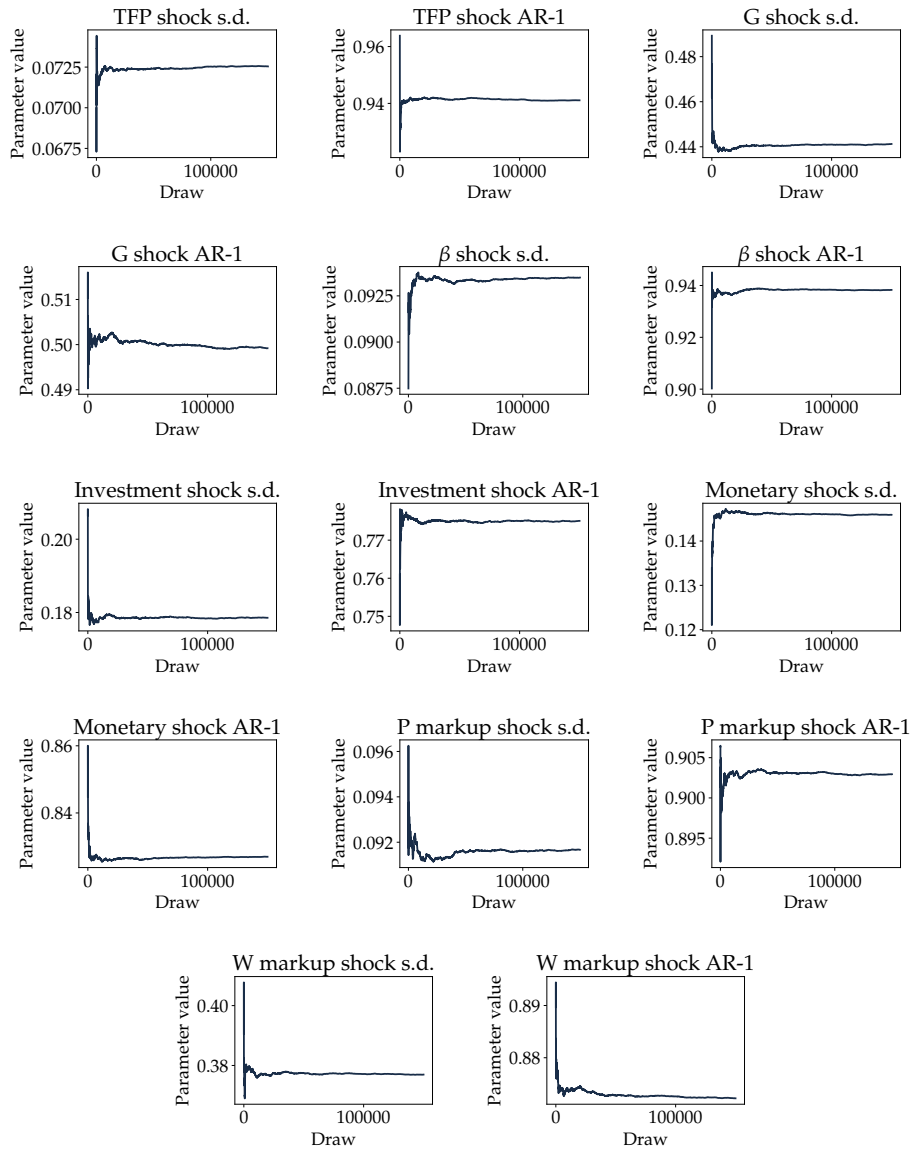 TFP shock s.d.
Parameter value
0.0725
0.0700
0.0675
0
100000
Draw
TFP shock AR-1
Parameter value
0.96
0.94
0
100000
Draw
G shock s.d.
Parameter value
0.48
0.46
0.44
0
100000
Draw
G shock AR-1
Parameter value
0.51
0.50
0.49
0
100000
Draw
β shock s.d.
Parameter value
0.0925
0.0900
0.0875
0
100000
Draw
β shock AR-1
Parameter value
0.94
0.92
0.90
0
100000
Draw
Investment shock s.d.
Parameter value
0.20
0.18
0
100000
Draw
Investment shock AR-1
Parameter value
0.77
0.76
0.75
0
100000
Draw
Monetary shock s.d.
Parameter value
0.14
0.13
0.12
0
100000
Draw
Monetary shock AR-1
Parameter value
0.86
0.84
0
100000
Draw
P markup shock s.d.
Parameter value
0.096
0.094
0.092
0
100000
Draw
P markup shock AR-1
Parameter value
0.905
0.900
0.895
0
100000
Draw
W markup shock s.d.
Parameter value
0.40
0.38
0
100000
Draw
W markup shock AR-1
Parameter value
0.89
0.88
0
100000
Draw